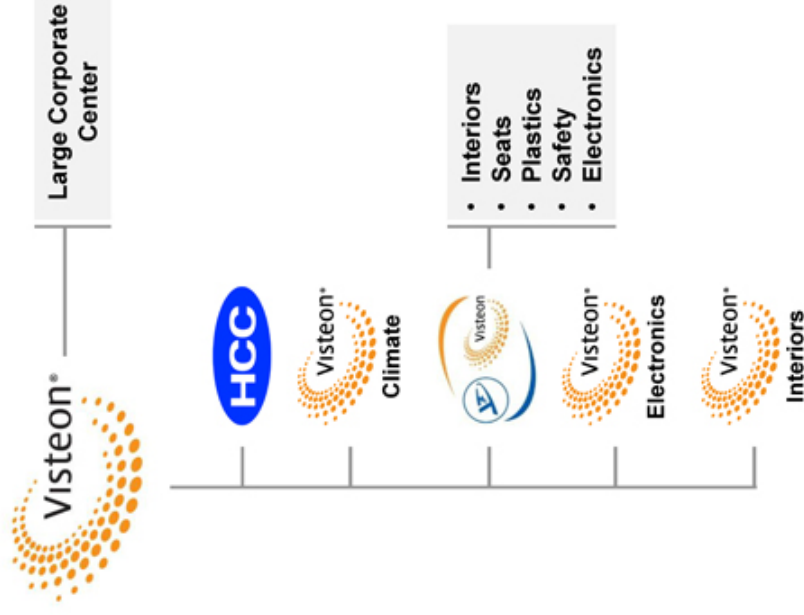 Visteon®
Large Corporate
Center
HCC
Visteon®
Climate
Visteon
• Interiors
• Seats
• Plastics
• Safety
• Electronics
Visteon®
Electronics
Visteon®
Interiors